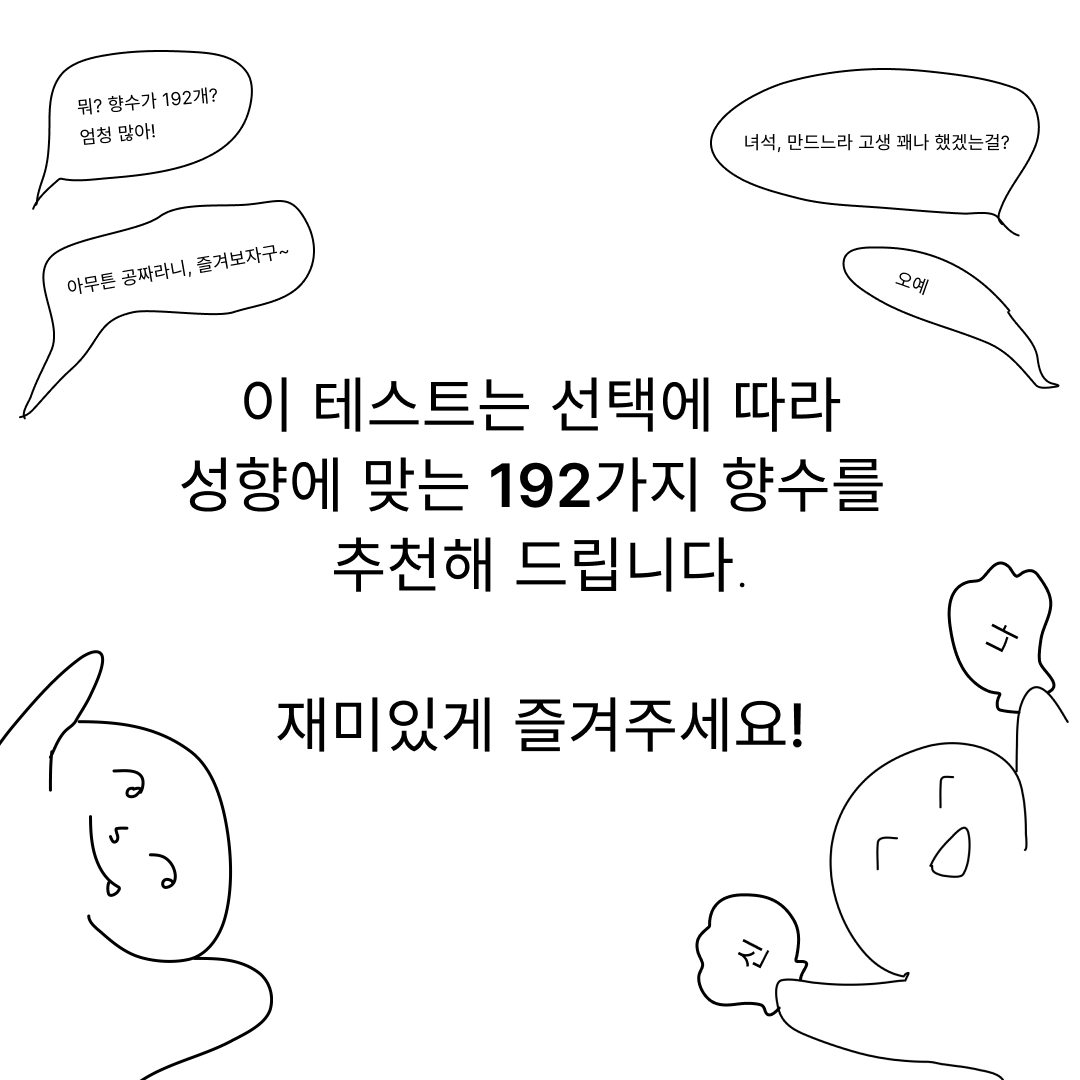 뭐? 향수가 192개?
엄청 많아!
아무튼 공짜라니, 즐겨보자구~
녀석, 만드느라 고생 꽤나 했겠는걸?
오예
이 테스트는 선택에 따라
성향에 맞는 192가지 향수를
추천해 드립니다.
재미있게 즐겨주세요!
신
나